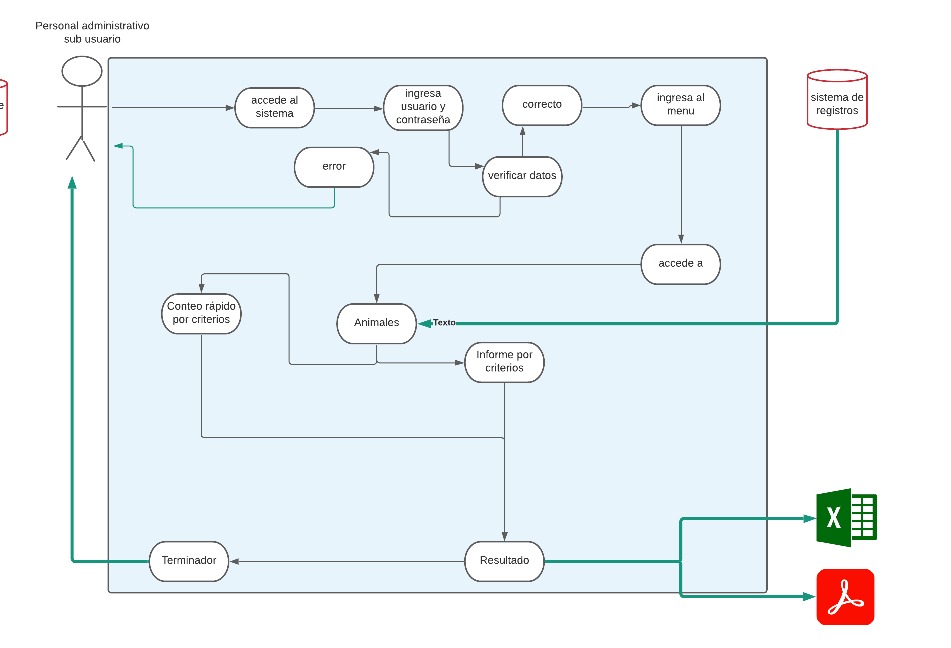 Personal administrativo
sub usuario
e
accede al
sistema
ingresa
usuario y
contraseña
correcto
ingresa al
menu
sistema de
registros
error
verificar datos
accede a
Conteo rápido
por criterios
Animales
Texto
Informe por
criterios
X
Terminador
Resultado